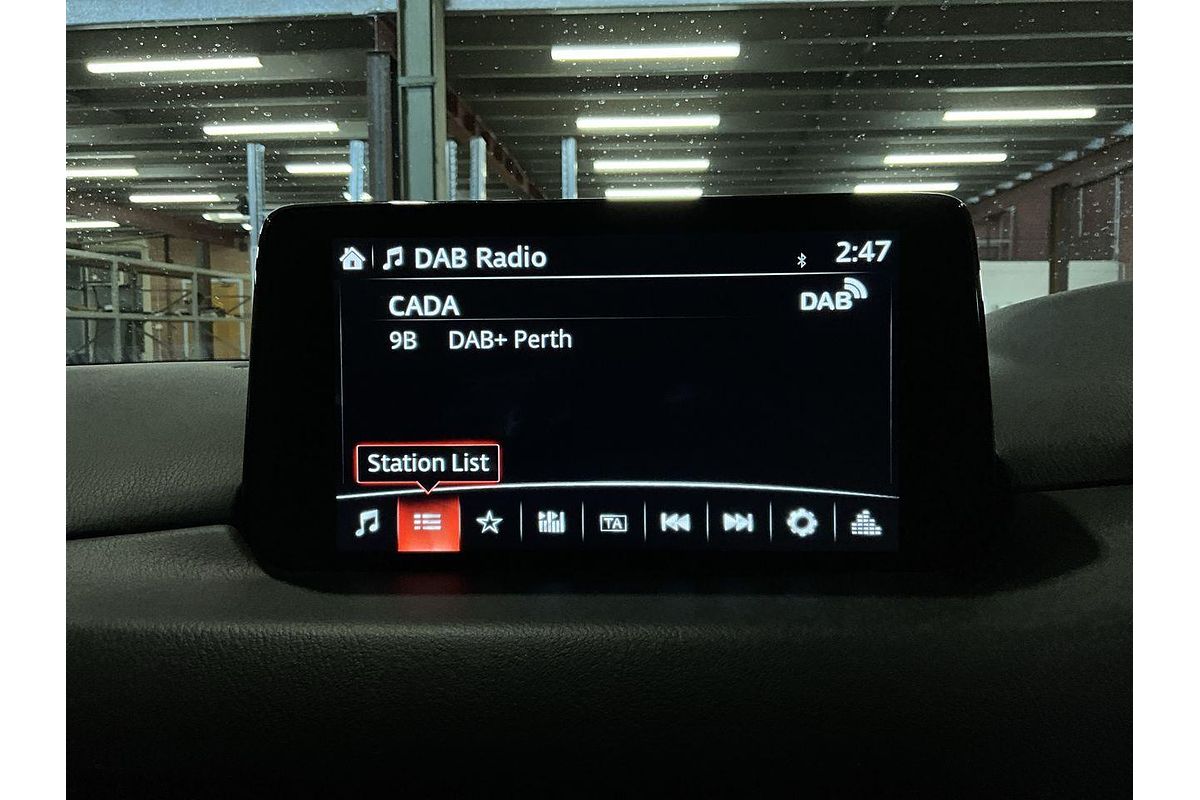 DAB Radio 2:47
CADA DAB
9B DAB+ Perth
Station List
TA